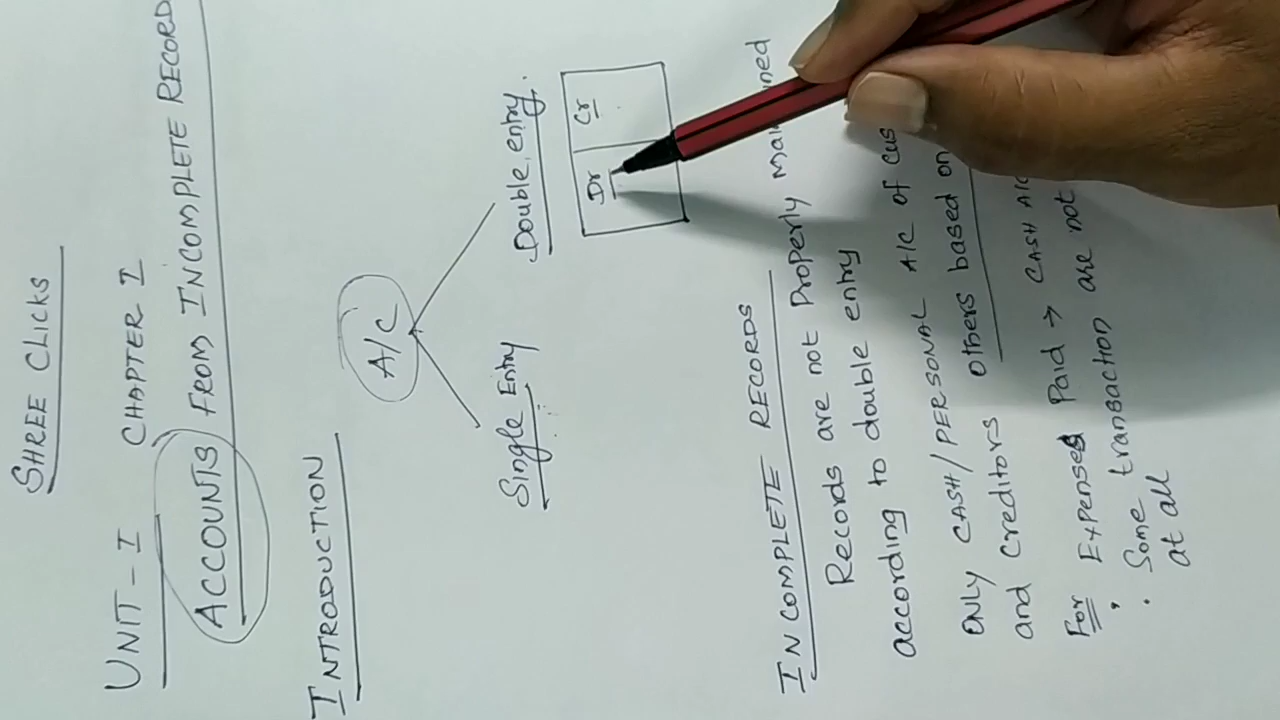 SHREE CLICKS
UNIT - I CHAPTER I
ACCOUNTS FROM INCOMPLETE RECORD
INTRODUCTION
A/C
Single Entry Double entry.
Dr Cr
INCOMPLETE RECORDS
Records are not Properly
according to double entry
ONLY CASH/PERSONAL A/C of
and Creditors Others based on
For Expenses Paid → CASH A/C
. Some transaction are not
at all